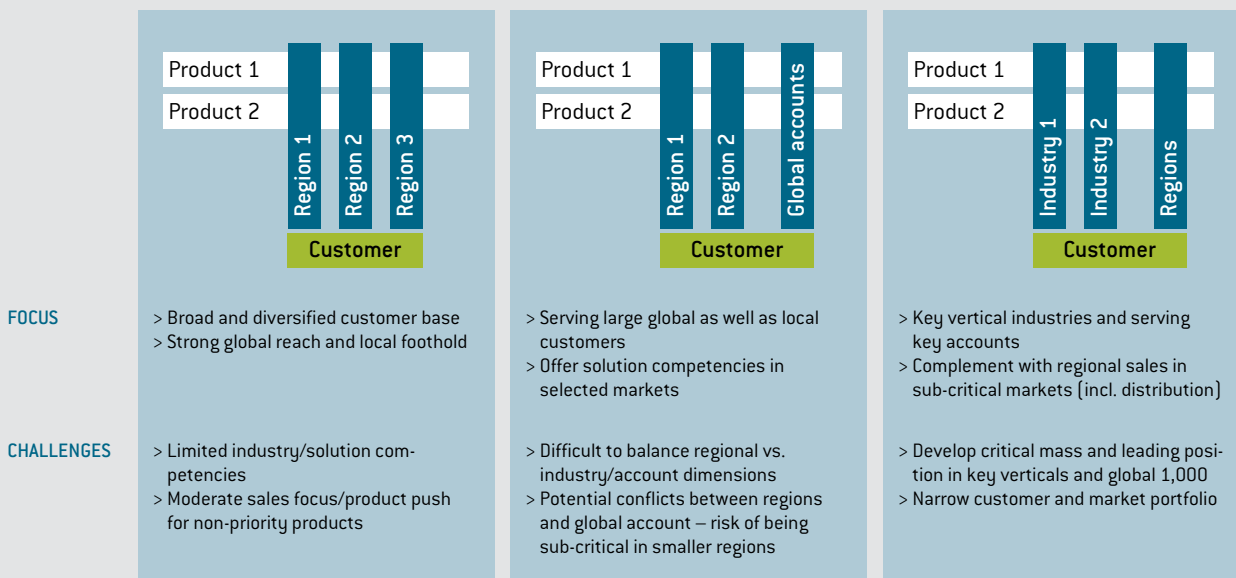 Product 1
Product 2
Region 1
Region 2
Region 3
Customer
Product 1
Product 2
Region 1
Region 2
Global accounts
Customer
Product 1
Product 2
Industry 1
Industry 2
Regions
Customer
FOCUS
> Broad and diversified customer base
> Strong global reach and local foothold
> Serving large global as well as local
customers
> Offer solution competencies in
selected markets
> Key vertical industries and serving
key accounts
> Complement with regional sales in
sub-critical markets (incl. distribution)
CHALLENGES
> Limited industry/solution com-
petencies
> Moderate sales focus/product push
for non-priority products
> Difficult to balance regional vs.
industry/account dimensions
> Potential conflicts between regions
and global account – risk of being
sub-critical in smaller regions
> Develop critical mass and leading posi-
tion in key verticals and global 1,000
> Narrow customer and market portfolio